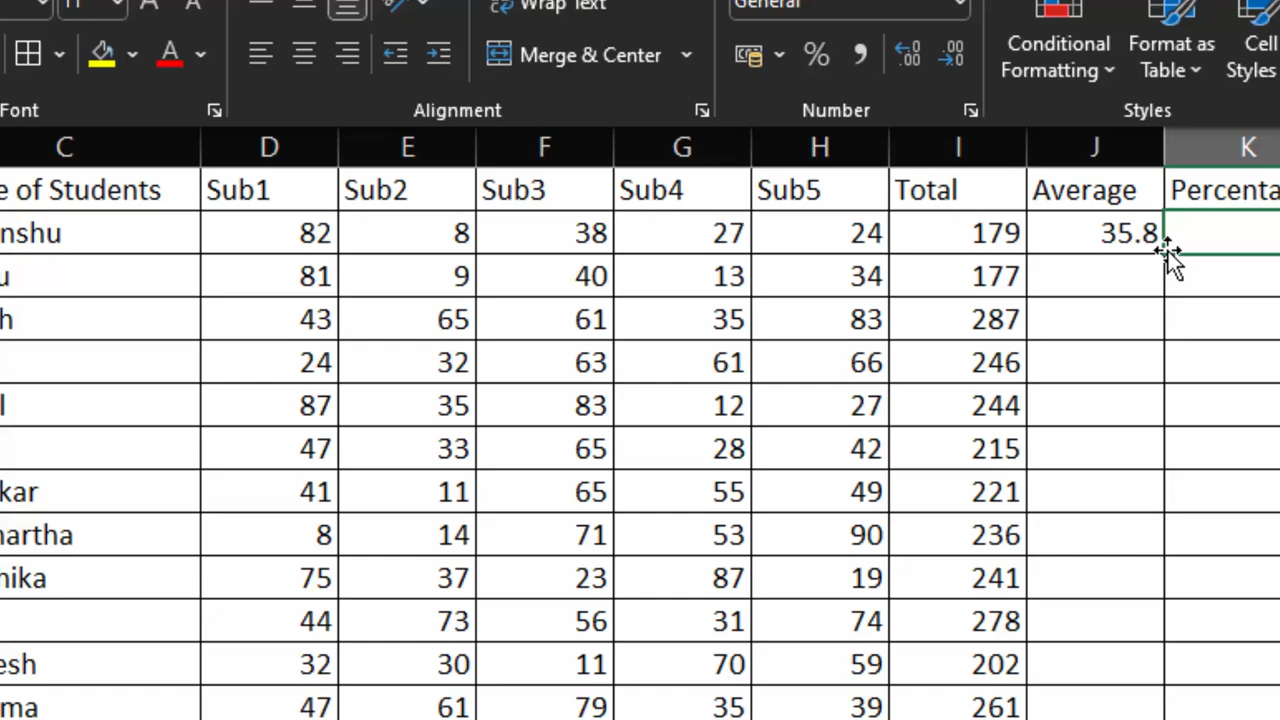 Wrap Text
General
Merge & Center
%
Conditional Formatting
Format as Table
Cell Styles
Font
Alignment
Number
Styles
C D E F G H I J K
e of Students Sub1 Sub2 Sub3 Sub4 Sub5 Total Average Percenta
nshu 82 8 38 27 24 179 35.8
u 81 9 40 13 34 177
h 43 65 61 35 83 287
24 32 63 61 66 246
l 87 35 83 12 27 244
47 33 65 28 42 215
kar 41 11 65 55 49 221
hartha 8 14 71 53 90 236
hika 75 37 23 87 19 241
44 73 56 31 74 278
esh 32 30 11 70 59 202
ma 47 61 79 35 39 261